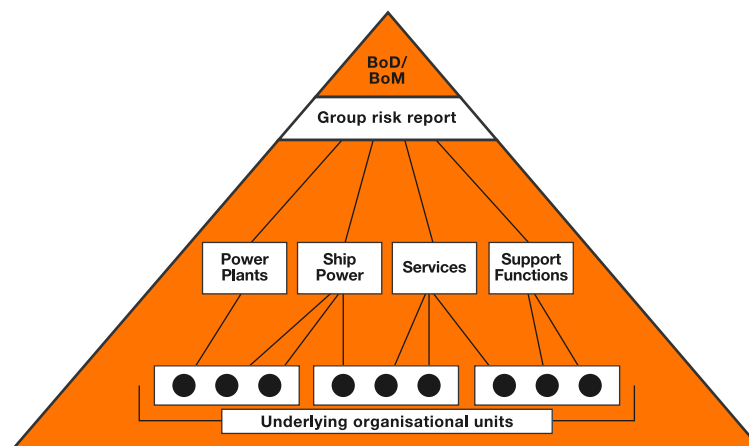 BoD/
BoM
Group risk report
Power
Plants
Ship
Power
Services
Support
Functions
Underlying organisational units